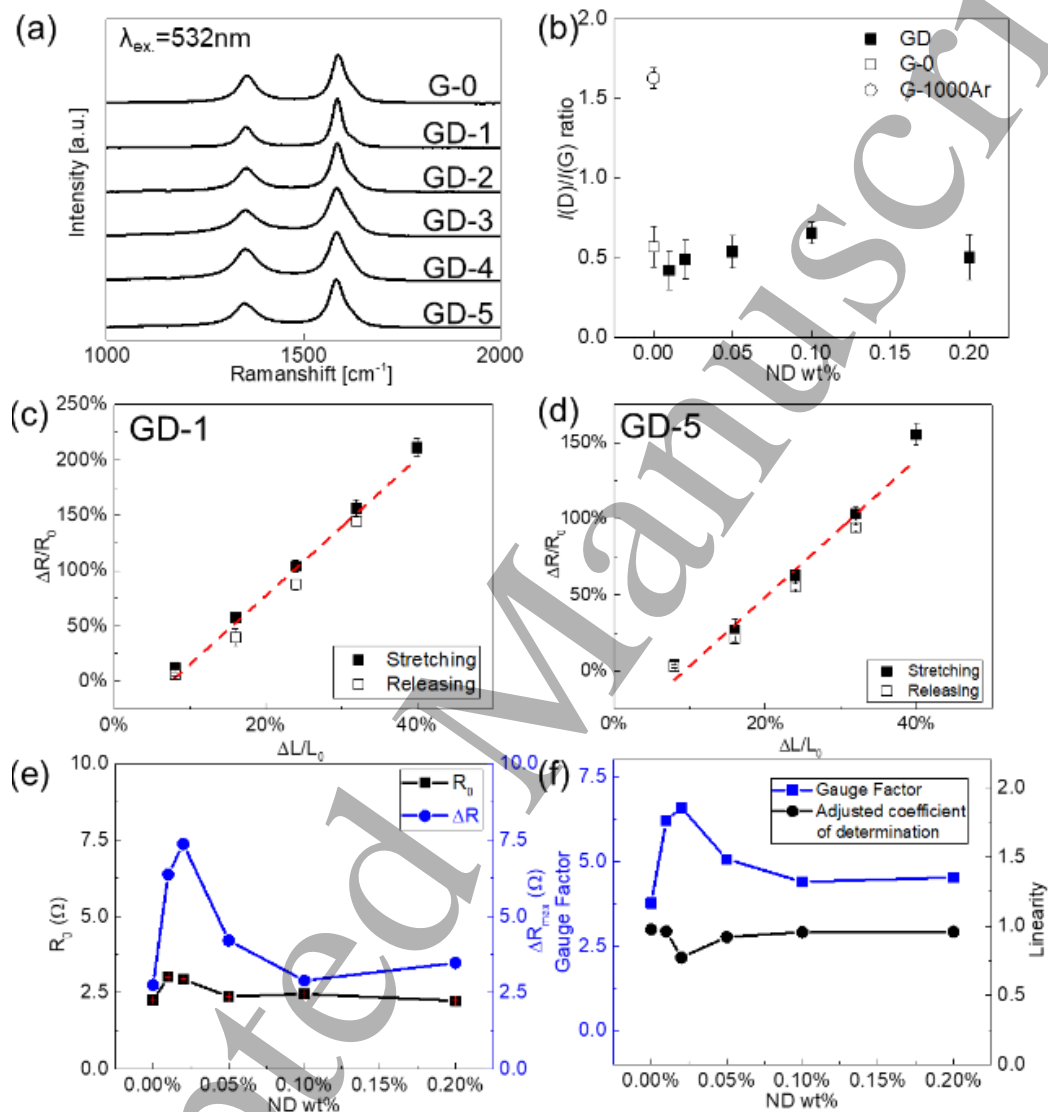 (a)
λex.=532nm
G-0
GD-1
GD-2
GD-3
GD-4
GD-5
Intensity [a.u.]
1000 1500 2000
Ramanshift [cm⁻¹]
(b)
GD
G-0
G-1000Ar
I(D)/I(G) ratio
2.0
1.5
1.0
0.5
0.0
0.00 0.05 0.10 0.15 0.20
ND wt%
(c)
GD-1
250%
200%
150%
100%
50%
0%
ΔR/R₀
Stretching
Releasing
0% 20% 40%
ΔL/L₀
(d)
GD-5
150%
100%
50%
0%
ΔR/R₀
Stretching
Releasing
0% 20% 40%
ΔL/L₀
(e)
10.0
7.5
5.0
2.5
0.0
R₀ (Ω)
R₀
ΔR
10.0
7.5
5.0
2.5
0.0
ΔRmax (Ω)
0.00% 0.05% 0.10% 0.15% 0.20%
ND wt%
(f)
7.5
5.0
2.5
0.0
Gauge Factor
Gauge Factor
Adjusted coefficient
of determination
2.0
1.5
1.0
0.5
0.0
Linearity
0.00% 0.05% 0.10% 0.15% 0.20%
ND wt%
nted Manuscri